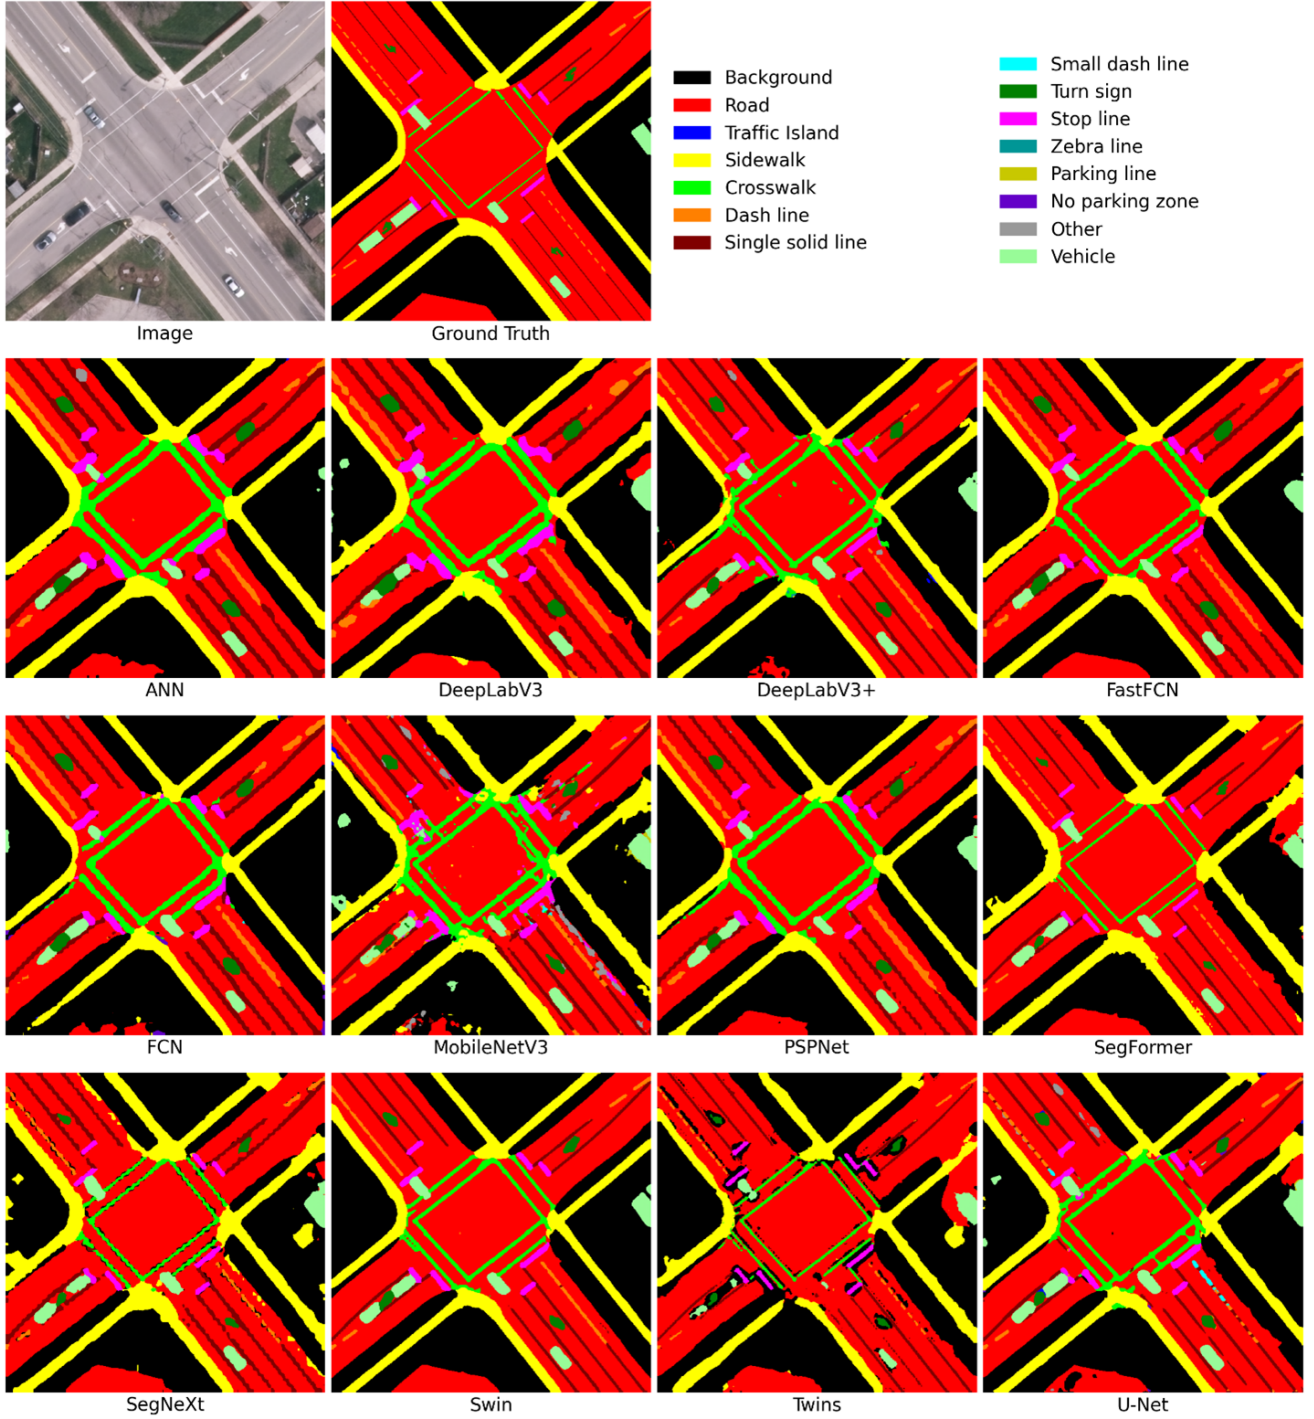 Image
Ground Truth
Background
Road
Traffic Island
Sidewalk
Crosswalk
Dash line
Single solid line
Small dash line
Turn sign
Stop line
Zebra line
Parking line
No parking zone
Other
Vehicle
ANN
DeepLabV3
DeepLabV3+
FastFCN
FCN
MobileNetV3
PSPNet
SegFormer
SegNeXt
Swin
Twins
U-Net